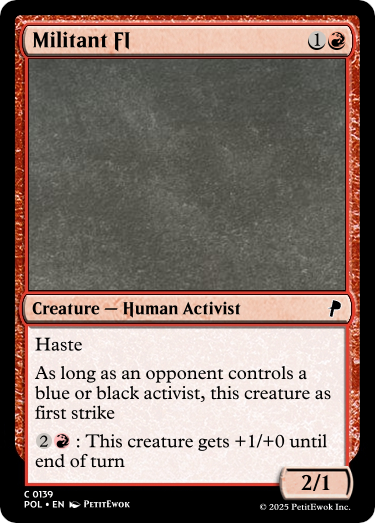 Militant FI 1
Creature — Human Activist
Haste
As long as an opponent controls a
blue or black activist, this creature as
first strike
2 : This creature gets +1/+0 until
end of turn
2/1
C 0139
POL • EN PetitEwok
© 2025 PetitEwok Inc.